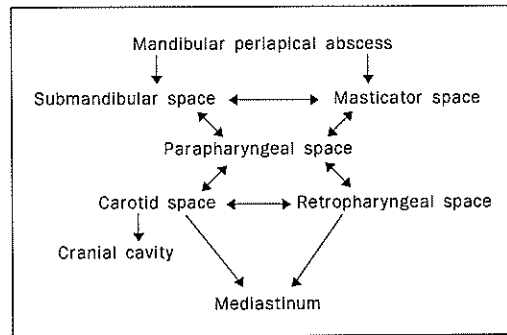 Mandibular periapical abscess
Submandibular space Masticator space
Parapharyngeal space
Carotid space Retropharyngeal space
Cranial cavity
Mediastinum